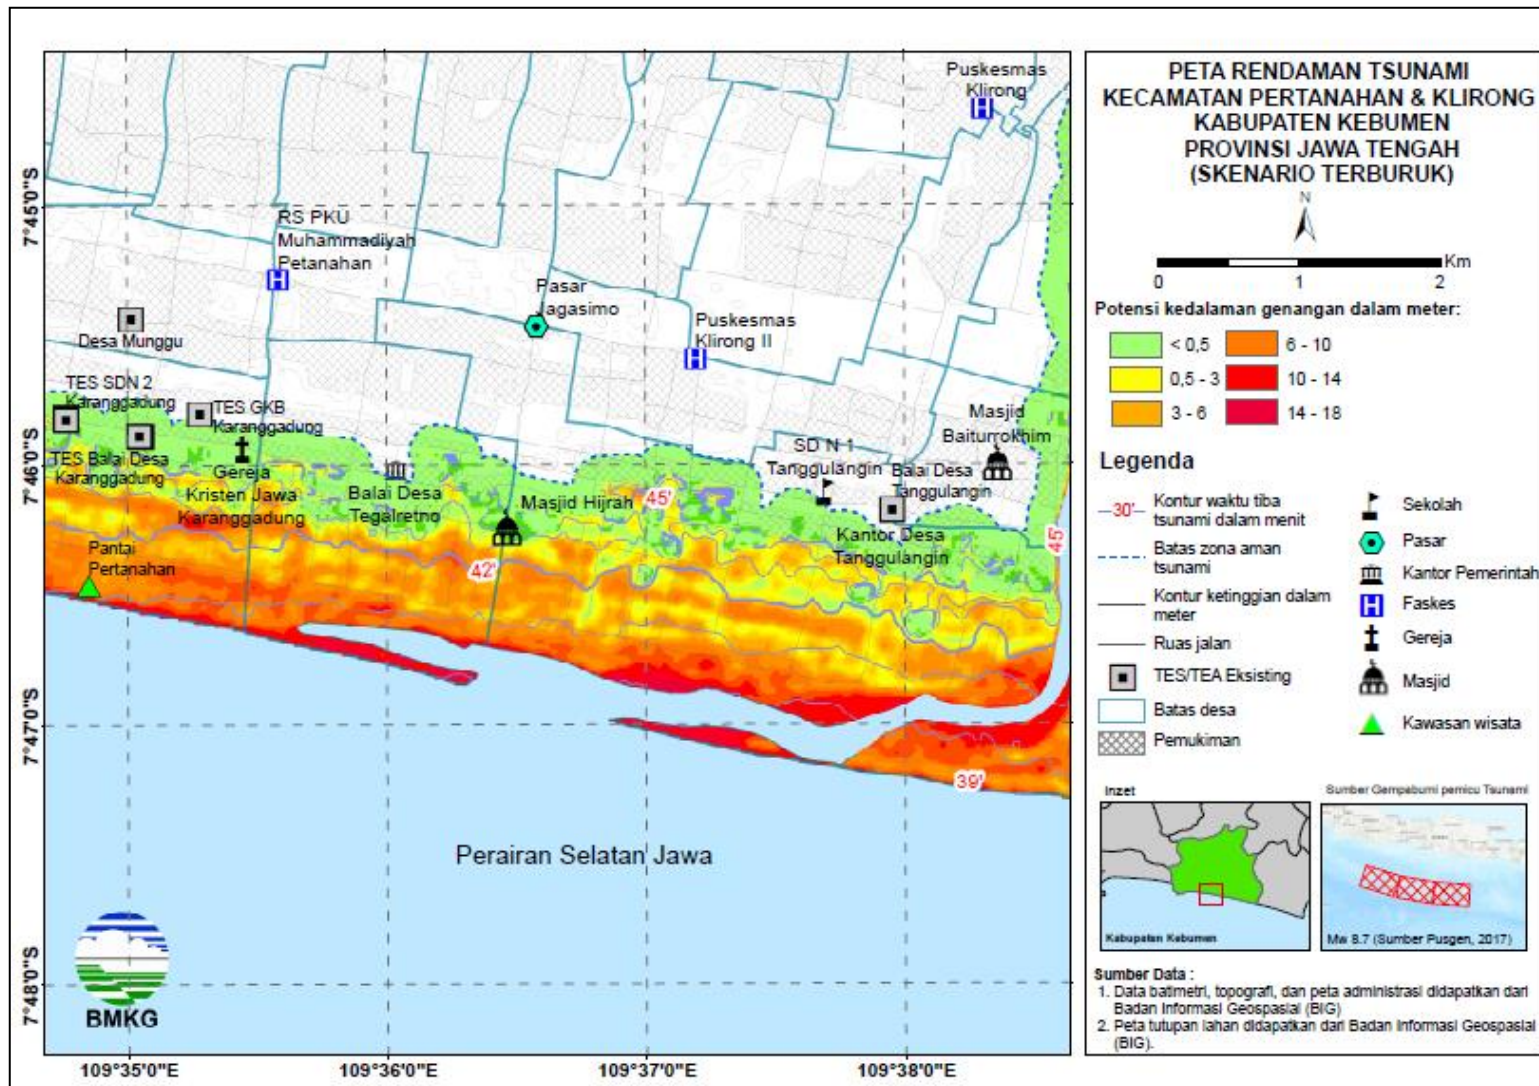 PETA RENDAMAN TSUNAMI
KECAMATAN PERTANAHAN & KLIRONG
KABUPATEN KEBUMEN
PROVINSI JAWA TENGAH
(SKENARIO TERBURUK)
N
0 1 2 Km
Potensi kedalaman genangan dalam meter:
< 0,5
6 - 10
0,5 - 3
10 - 14
3 - 6
14 - 18
Legenda
30'
Kontur waktu tiba
tsunami dalam menit
Batas zona aman
tsunami
Kontur ketinggian dalam
meter
Ruas jalan
TES/TEA Eksisting
Batas desa
Pemukiman
Sekolah
Pasar
Kantor Pemerintah
Faskes
Gereja
Masjid
Kawasan wisata
Inzet
Kabupaten Kebumen
Sumber Gempabumi pemicu Tsunami
Mw 8.7 (Sumber Pusgen, 2017)
Sumber Data :
1. Data batimetri, topografi, dan peta administrasi didapatkan dari
Badan Informasi Geospasial (BIG)
2. Peta tutupan lahan didapatkan dari Badan Informasi Geospasial
(BIG).
Puskesmas
Klirong
H
RS PKU
Muhammadiyah
Petanahan
H
Pasar
Jagasimo
Puskesmas
Klirong II
H
Desa Munggu
TES SDN 2
Karanggadung
TES GKB
Karanggadung
TES Balai Desa
Karanggadung
Gereja
Kristen Jawa
Karanggadung
Balai Desa
Tegalretno
Masjid Hijrah
45'
SD N 1
Tanggulangin
Balai Desa
Tanggulangin
Masjid
Baiturrokhim
Kantor Desa
Tanggulangin
45'
Pantai
Pertanahan
42'
39'
Perairan Selatan Jawa
BMKG
7°45'0"S
7°46'0"S
7°47'0"S
7°48'0"S
109°35'0"E
109°36'0"E
109°37'0"E
109°38'0"E